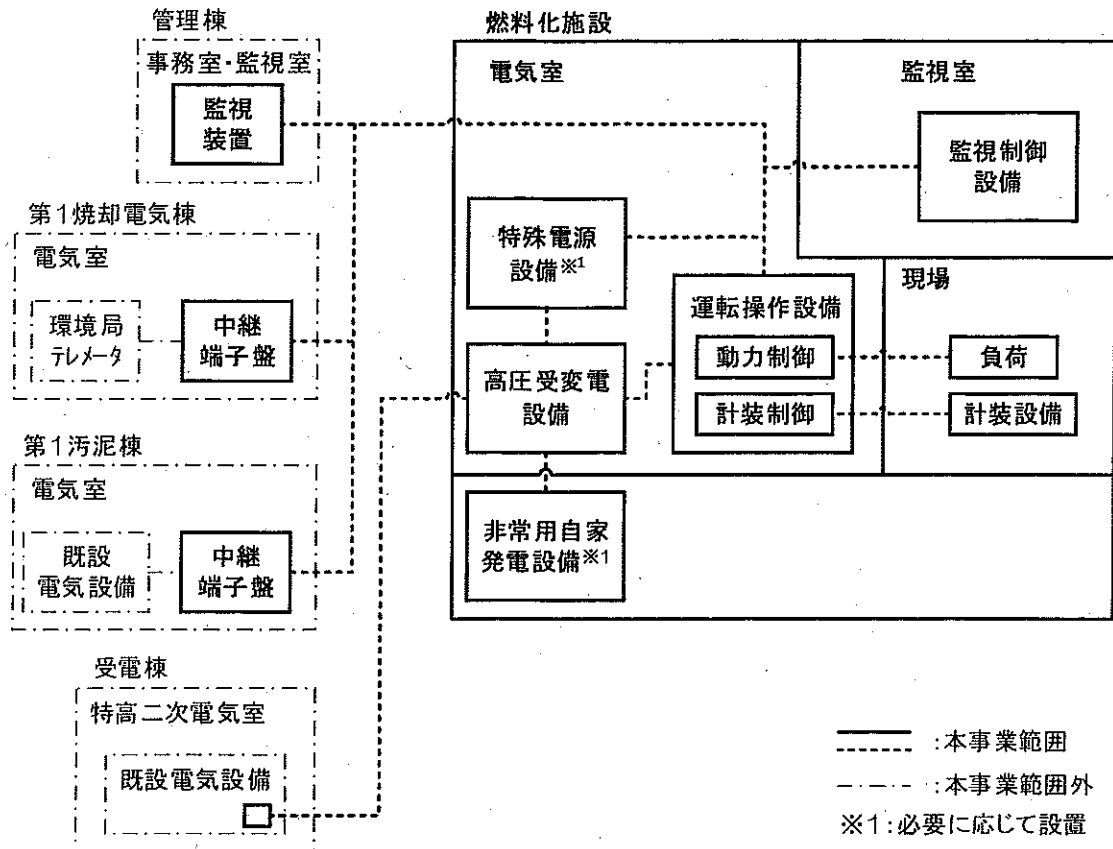 管理棟
事務室・監視室
監視
装置
第1焼却電気棟
電気室
環境局
テレメータ
中継
端子盤
第1汚泥棟
電気室
既設
電気設備
中継
端子盤
受電棟
特高二次電気室
既設電気設備
燃料化施設
電気室
監視室
監視制御
設備
特殊電源
設備※1
現場
運転操作設備
動力制御
負荷
高圧受変電
設備
計装制御
計装設備
非常用自家
発電設備※1
:本事業範囲
:本事業範囲外
※1:必要に応じて設置